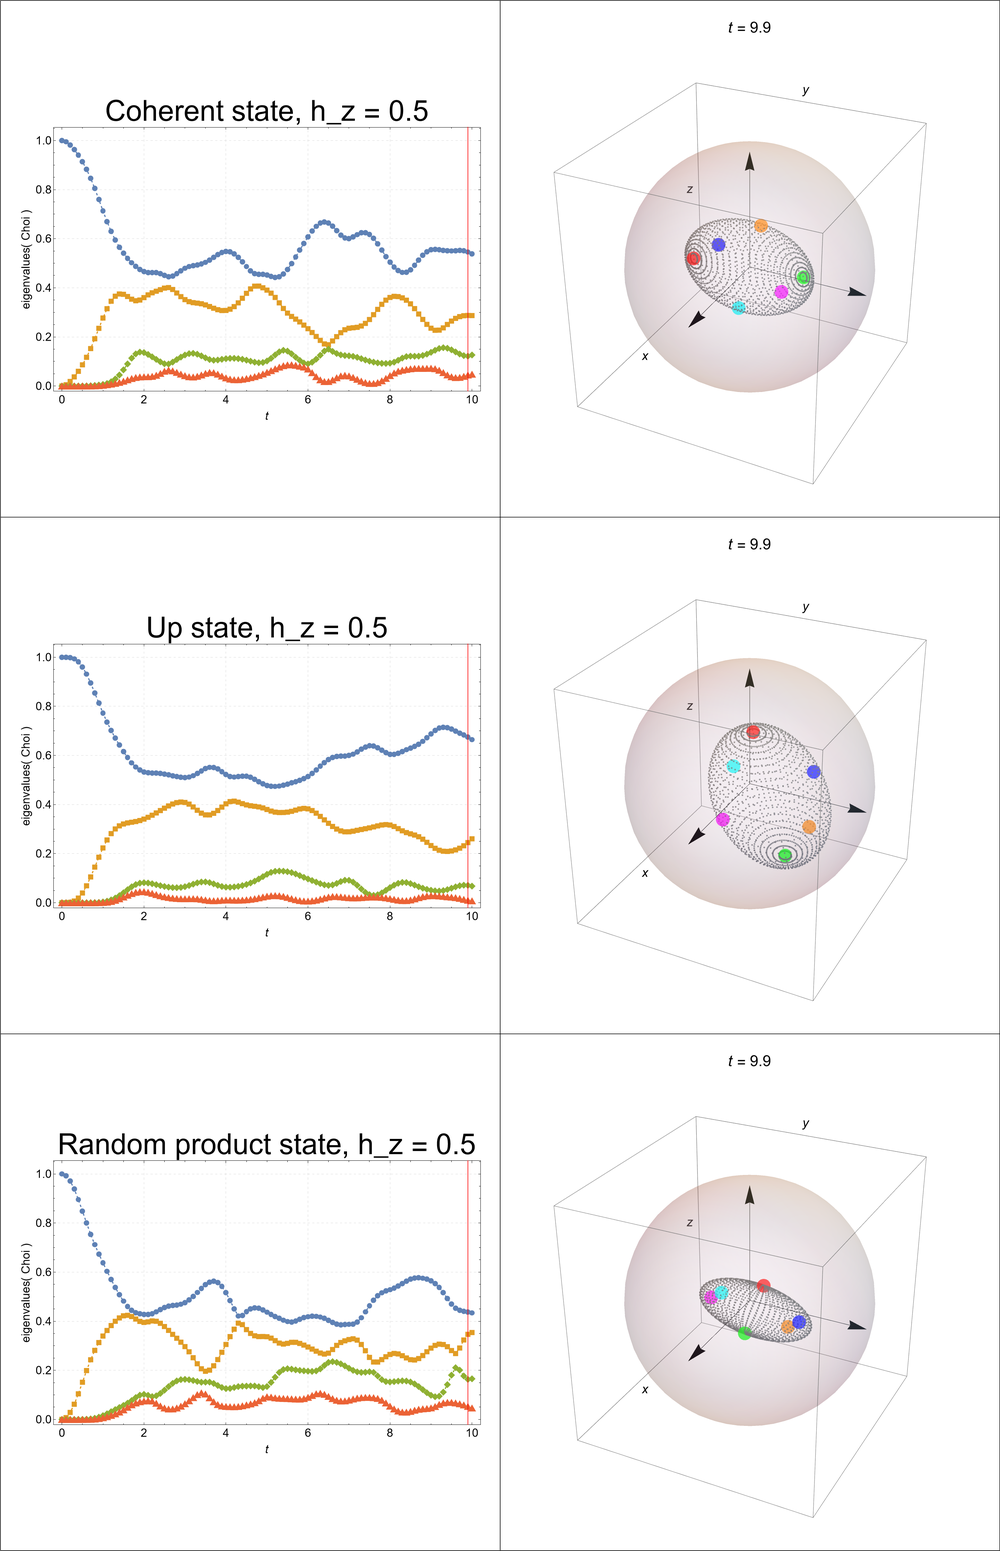 Coherent state, h_z = 0.5
eigenvalues( Choi )
1.0
0.8
0.6
0.4
0.2
0.0
0 2 4 6 8 10
t
t = 9.9
y
z
x
Up state, h_z = 0.5
eigenvalues( Choi )
1.0
0.8
0.6
0.4
0.2
0.0
0 2 4 6 8 10
t
t = 9.9
y
z
x
Random product state, h_z = 0.5
eigenvalues( Choi )
1.0
0.8
0.6
0.4
0.2
0.0
0 2 4 6 8 10
t
t = 9.9
y
z
x